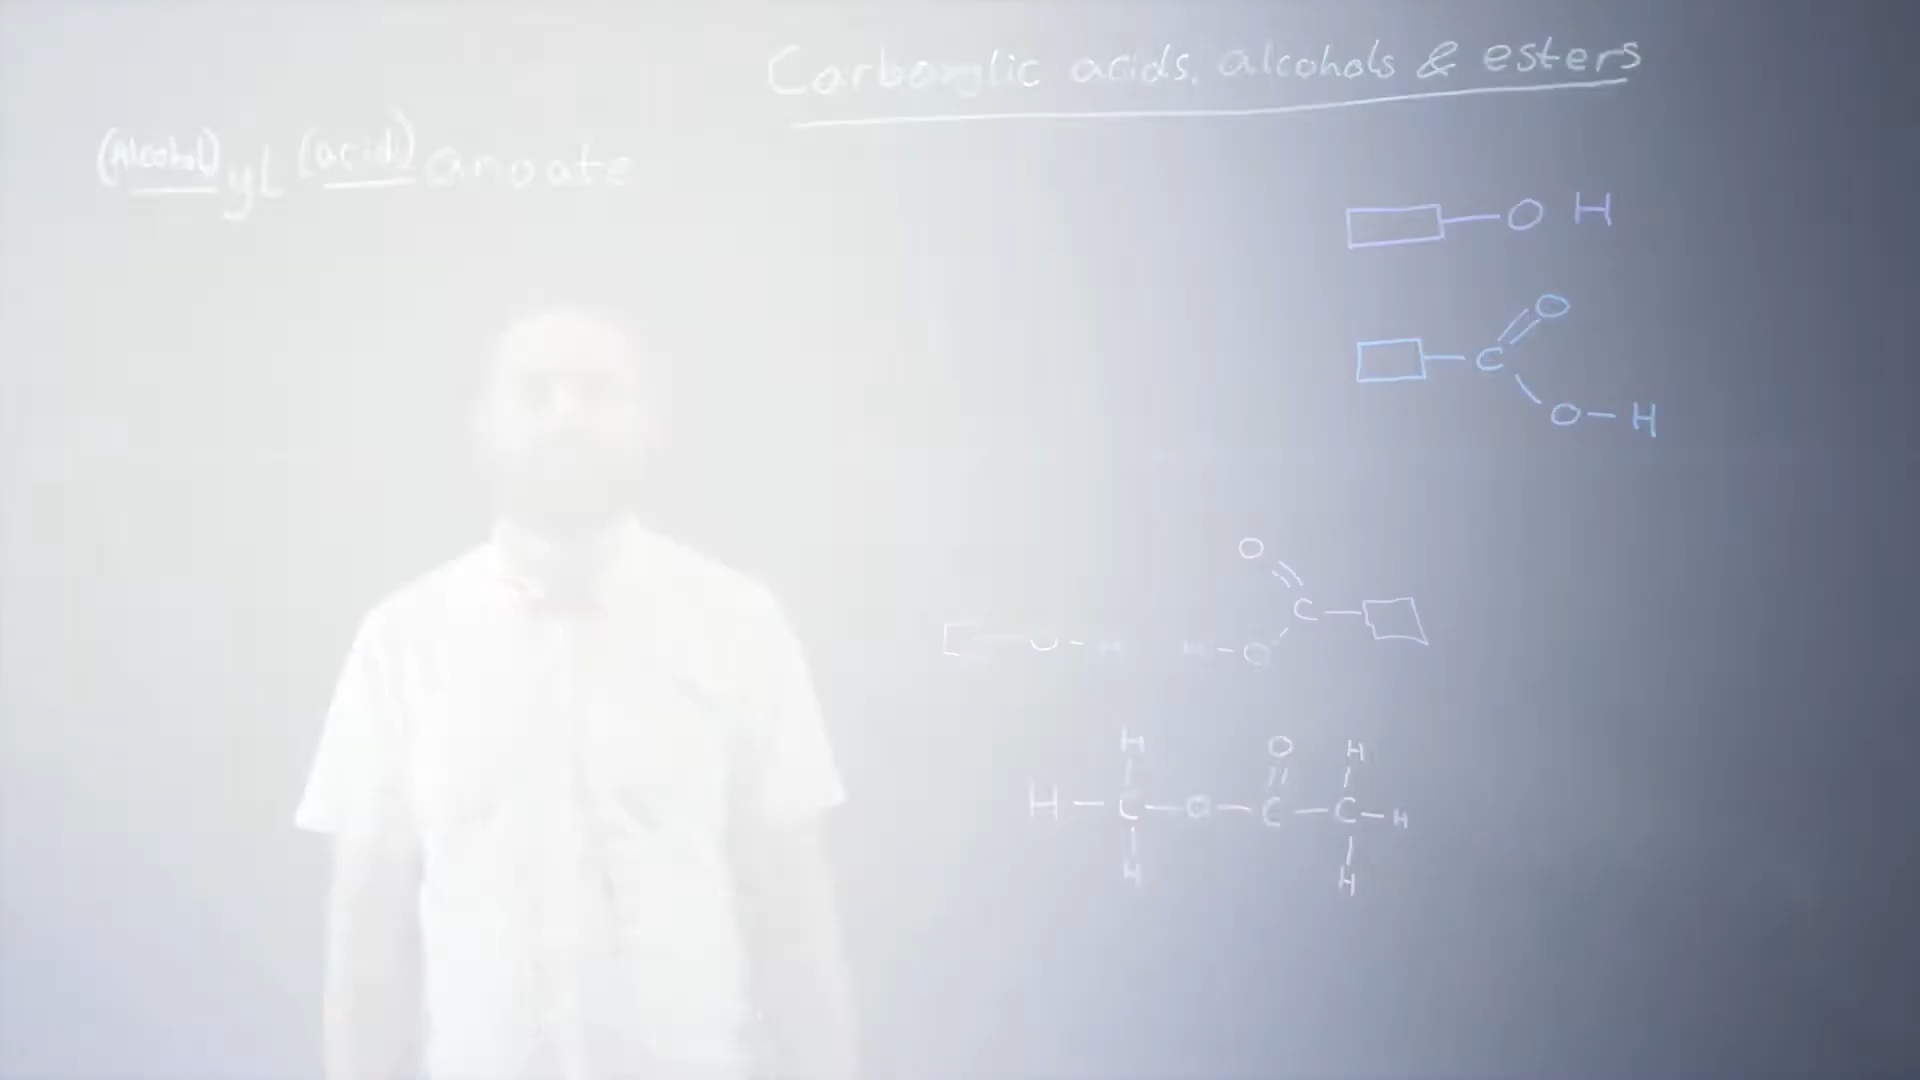 Carboxylic acids, alcohols & esters
(Alcohol)yl (acid)anoate
O H
O
C
O-H
O
C
H H-O
H O H
H-C-O-C-C-H
H H